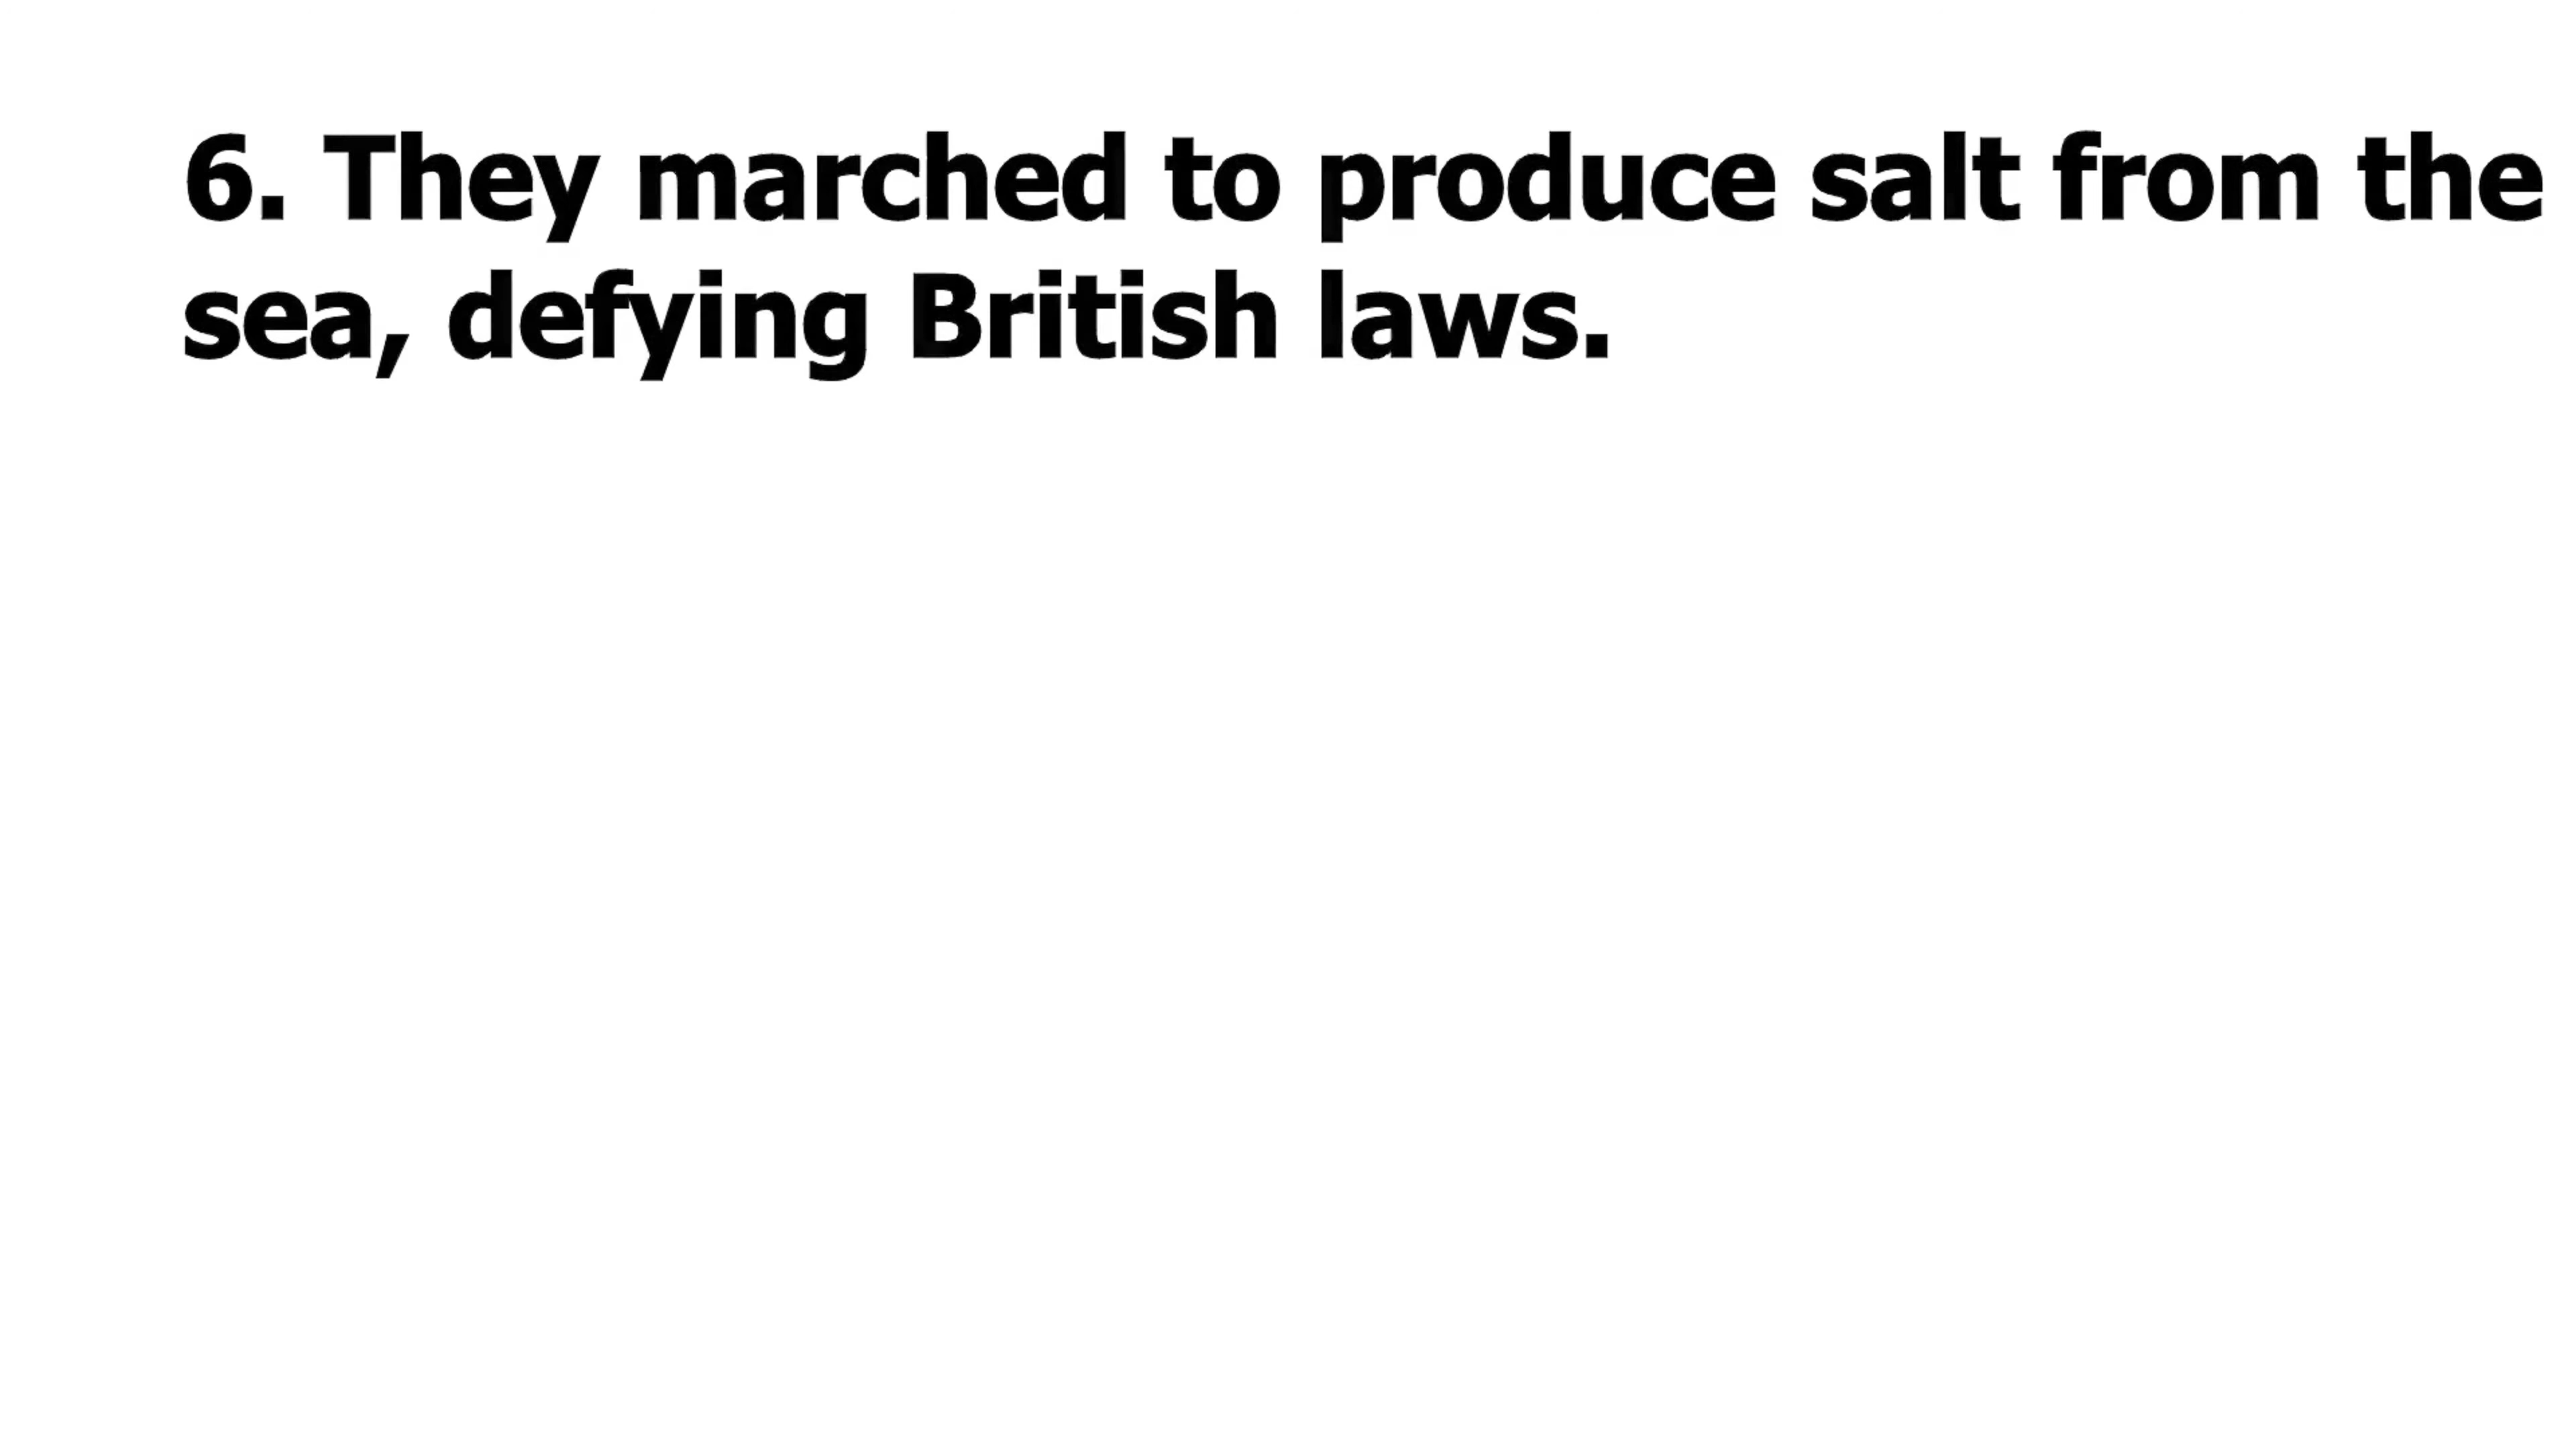 6. They marched to produce salt from the
sea, defying British laws.